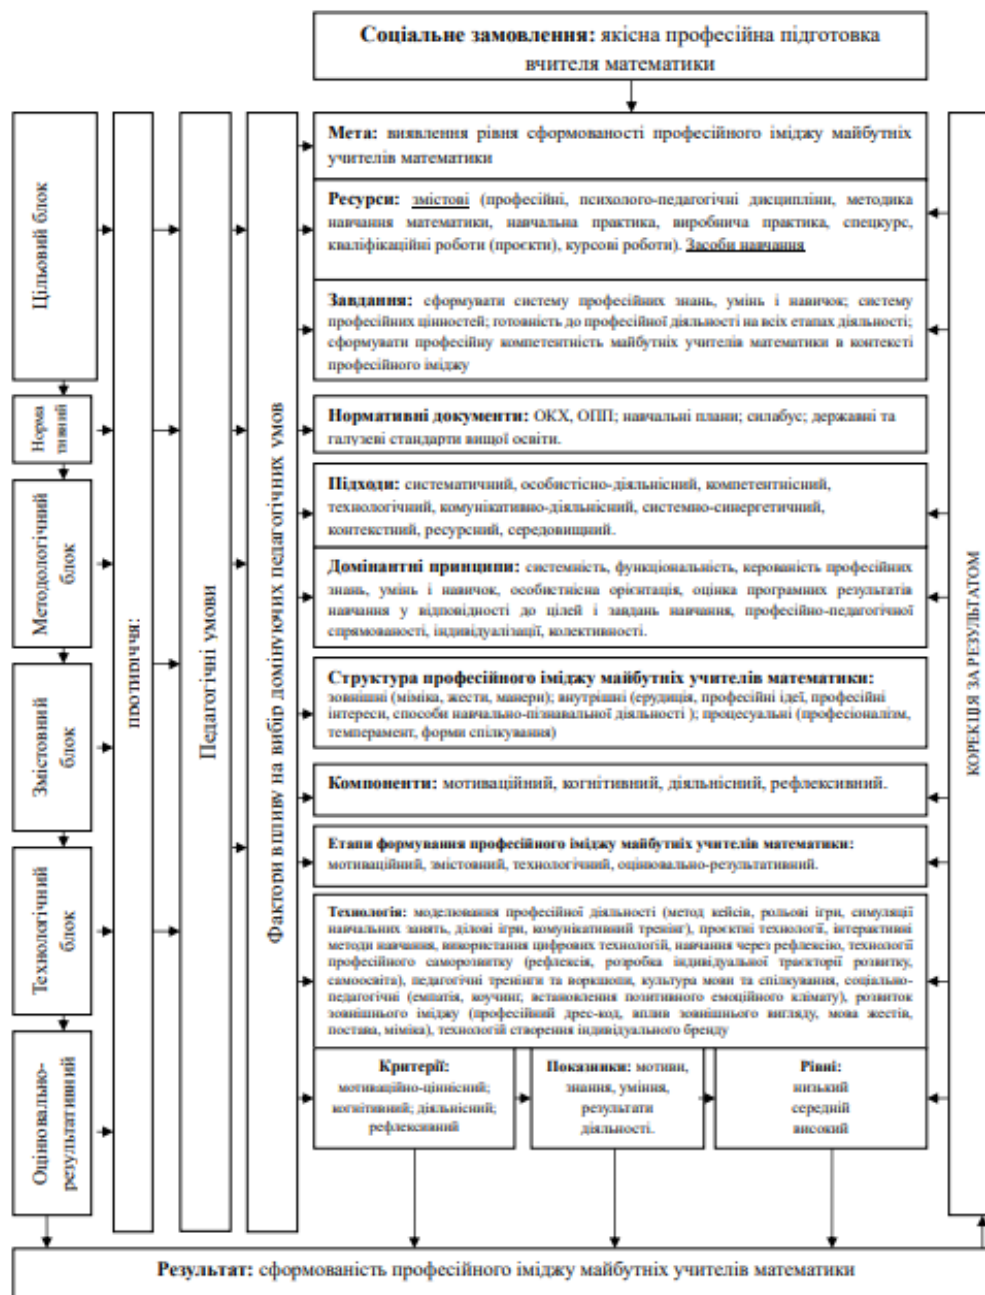 Соціальне замовлення: якісна професійна підготовка
вчителя математики
Цільовий блок
Норма
тивний
Методологічний
блок
Змістовний
блок
Технологічний
блок
Оцінювально-
результативний
протиріччя:
Педагогічні умови
Фактори впливу на вибір домінуючих педагогічних умов
Мета: виявлення рівня сформованості професійного іміджу майбутніх
учителів математики
Ресурси: змістові (професійні, психолого-педагогічні дисципліни, методика
навчання математики, навчальна практика, виробнича практика, спецкурс,
кваліфікаційні роботи (проєкти), курсові роботи). Засоби навчання
Завдання: сформувати систему професійних знань, умінь і навичок; систему
професійних цінностей; готовність до професійної діяльності на всіх етапах діяльності;
сформувати професійну компетентність майбутніх учителів математики в контексті
професійного іміджу
Нормативні документи: ОКХ, ОПП; навчальні плани; силабус; державні та
галузеві стандарти вищої освіти.
Підходи: систематичний, особистісно-діяльнісний, компетентнісний,
технологічний, комунікативно-діяльнісний, системно-синергетичний,
контекстний, ресурсний, середовищний.
Домінантні принципи: системність, функціональність, керованість професійних
знань, умінь і навичок, особистнісна орієнтація, оцінка програмних результатів
навчання у відповідності до цілей і завдань навчання, професійно-педагогічної
спрямованості, індивідуалізації, колективності.
Структура професійного іміджу майбутніх учителів математики:
зовнішні (міміка, жести, манери); внутрішні (ерудиція, професійні ідеї, професійні
інтереси, способи навчально-пізнавальної діяльності ); процесуальні (професіоналізм,
темперамент, форми спілкування)
Компоненти: мотиваційний, когнітивний, діяльнісний, рефлексивний.
Етапи формування професійного іміджу майбутніх учителів математики:
мотиваційний, змістовний, технологічний, оцінювально-результативний.
Технологія: моделювання професійної діяльності (метод кейсів, рольові ігри, симуляції
навчальних занять, ділові ігри, комунікативний тренінг), проєктні технології, інтерактивні
методи навчання, використання цифрових технологій, навчання через рефлексію, технології
професійного саморозвитку (рефлексія, розробка індивідуальної траєкторії розвитку,
самоосвіта), педагогічні тренінги та воркшопи, культура мови та спілкування, соціально-
педагогічні (емпатія, коучинг, встановлення позитивного емоційного клімату), розвиток
зовнішнього іміджу (професійний дрес-код, вплив зовнішнього вигляду, мова жестів,
постава, міміка), технологій створення індивідуального бренду
Критерії:
мотиваційно-ціннісний;
когнітивний; діяльнісний;
рефлексивний
Показники: мотиви,
знання, уміння,
результати
діяльності.
Рівні:
низький
середній
високий
КОРЕКЦІЯ ЗА РЕЗУЛЬТАТОМ
Результат: сформованість професійного іміджу майбутніх учителів математики